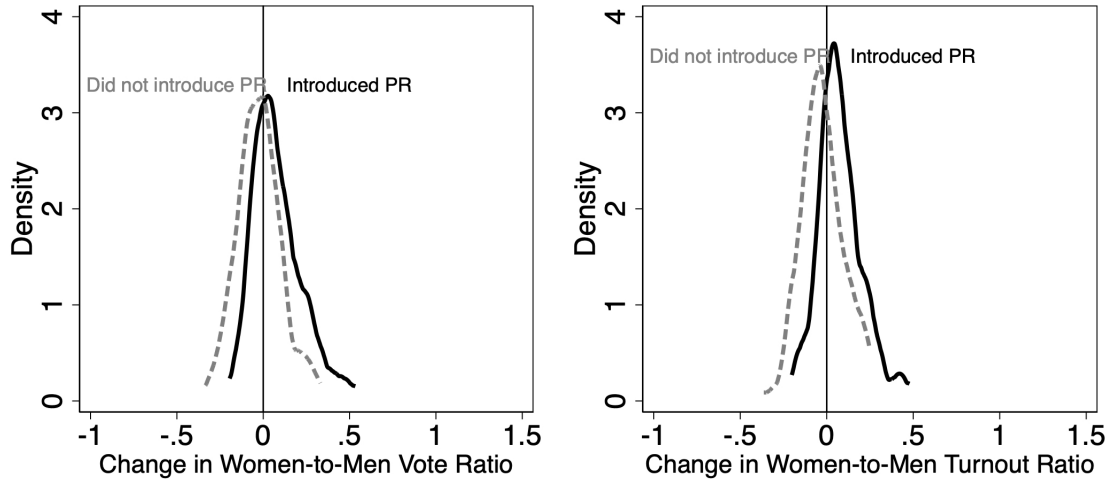 4
3
2
1
0
Density
Did not introduce PR
Introduced PR
-1 -.5 0 .5 1 1.5
Change in Women-to-Men Vote Ratio
4
3
2
1
0
Density
Did not introduce PR
Introduced PR
-1 -.5 0 .5 1 1.5
Change in Women-to-Men Turnout Ratio